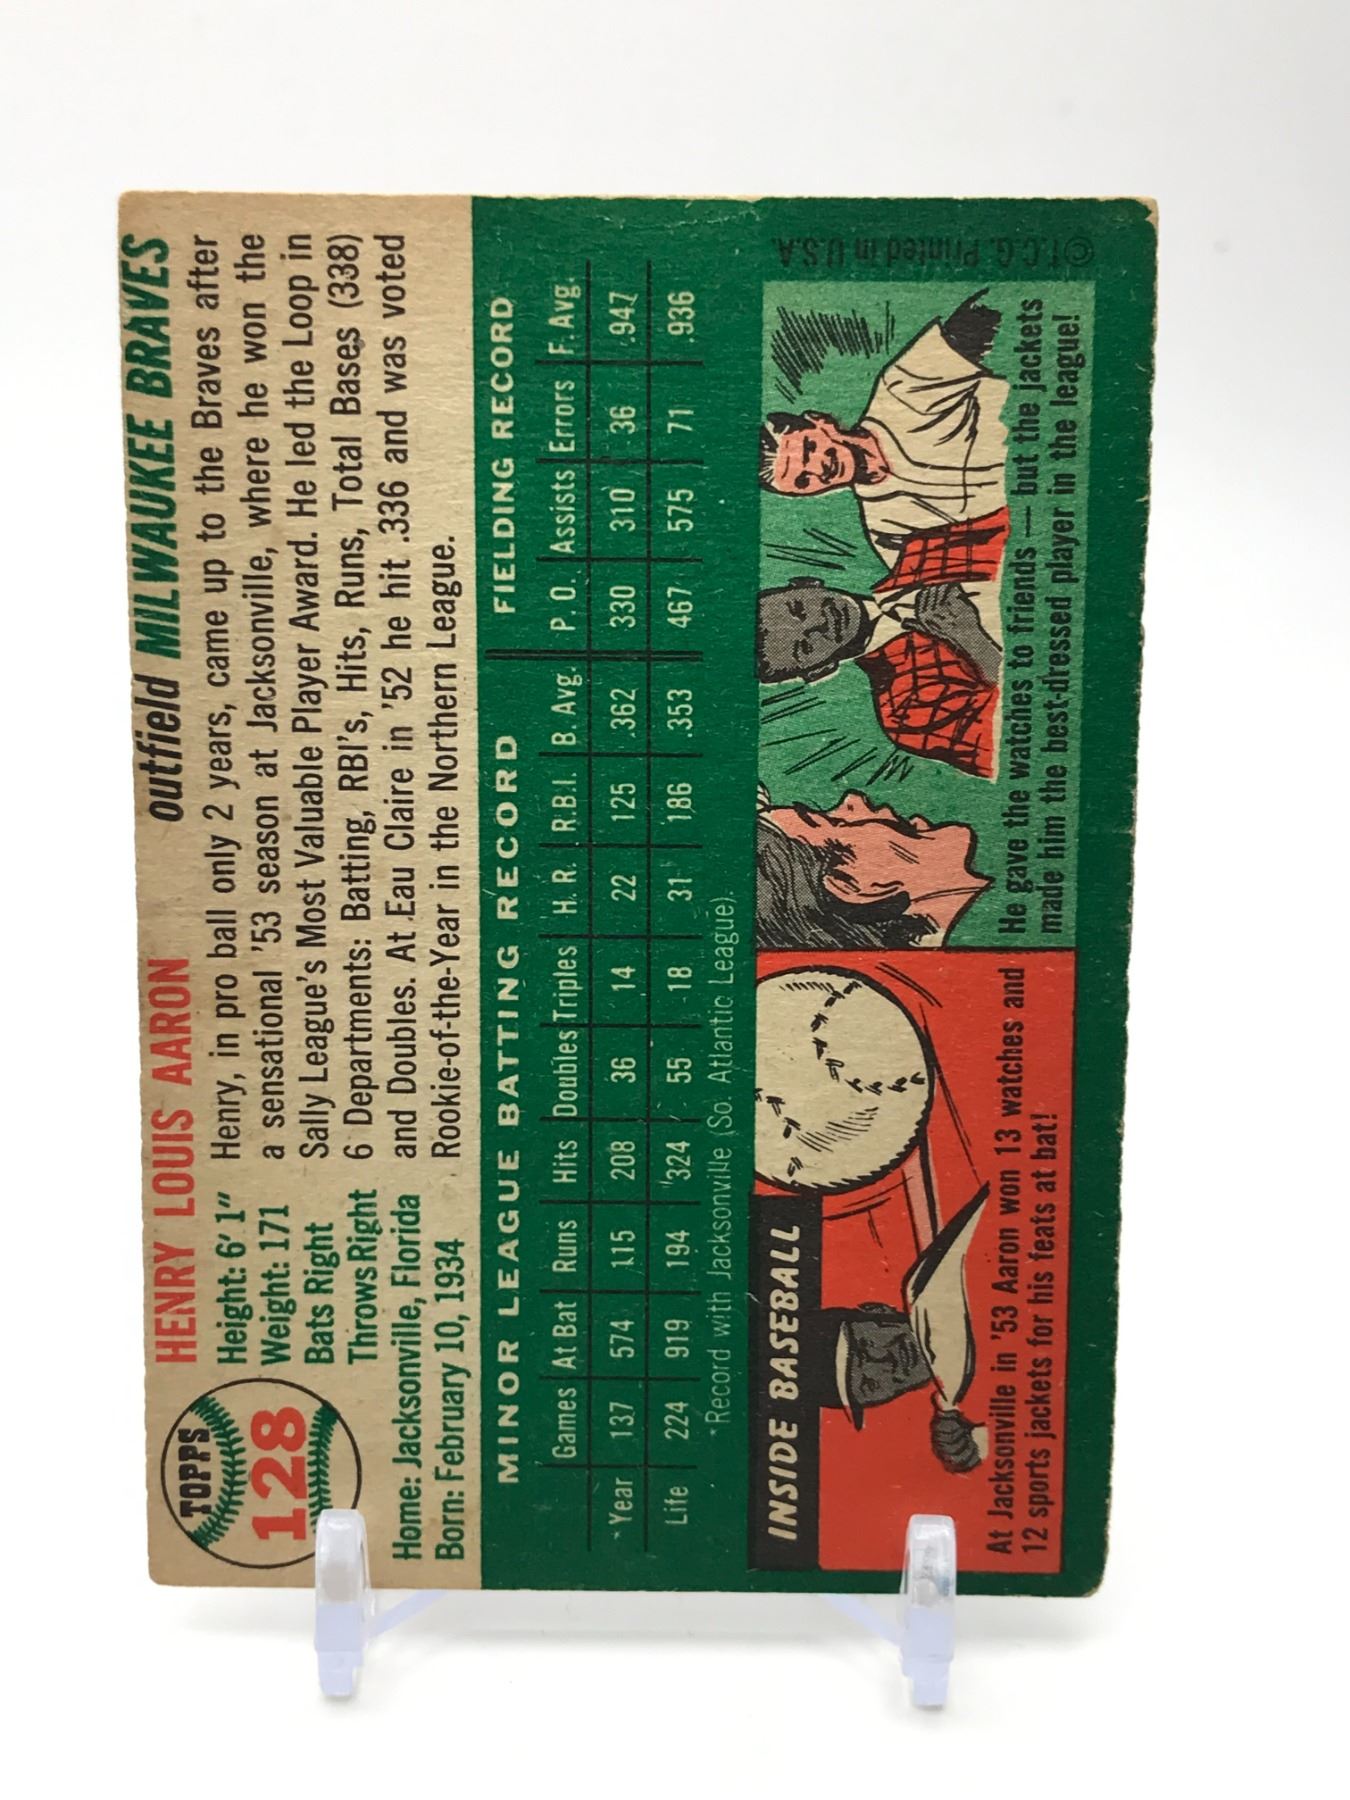 TOPPS
128
HENRY LOUIS AARON
outfield MILWAUKEE BRAVES
Height: 6' 1"
Weight: 171
Bats Right
Throws Right
Home: Jacksonville, Florida
Born: February 10, 1934
Henry, in pro ball only 2 years, came up to the Braves after
a sensational '53 season at Jacksonville, where he won the
Sally League's Most Valuable Player Award. He led the Loop in
6 Departments: Batting, RBI's, Hits, Runs, Total Bases (338)
and Doubles. At Eau Claire in '52 he hit .336 and was voted
Rookie-of-the-Year in the Northern League.
MINOR LEAGUE BATTING RECORD FIELDING RECORD
Games At Bat Runs Hits Doubles Triples H. R. R.B.I. B. Avg. P. O. Assists Errors F. Avg.
*Year 137 574 115 208 36 14 22 125 .362 330 310 36 .947
Life 224 919 194 324 55 18 31 186 .353 467 575 71 .936
*Record with Jacksonville (So. Atlantic League).
INSIDE BASEBALL
At Jacksonville in '53 Aaron won 13 watches and
12 sports jackets for his feats at bat!
He gave the watches to friends — but the jackets
made him the best-dressed player in the league!
©T.C.G. Printed in U.S.A.